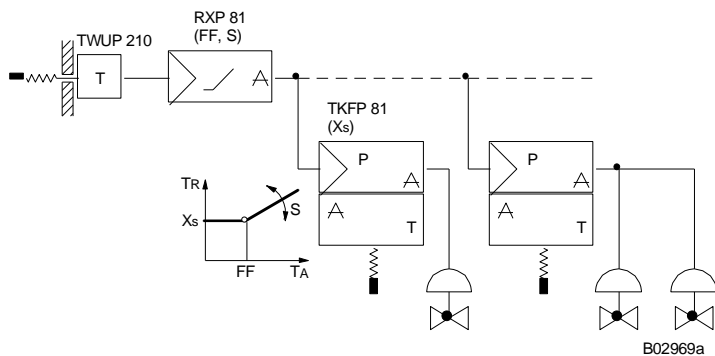 RXP 81
(FF, S)
TWUP 210
T
A
TKFP 81
(Xs)
P
A
A
T
P
A
A
T
TR
Xs
S
FF
TA
B02969a